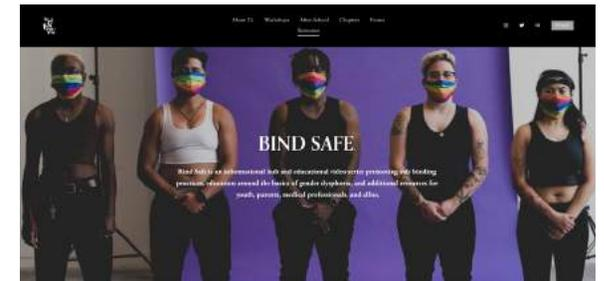 About Us Workshops After-School Chapters Events
Resources
BIND SAFE
Bind Safe is an informational hub and educational video series promoting safe binding
practices, education around the basics of gender dysphoria, and additional resources for
youth, parents, medical professionals, and allies.